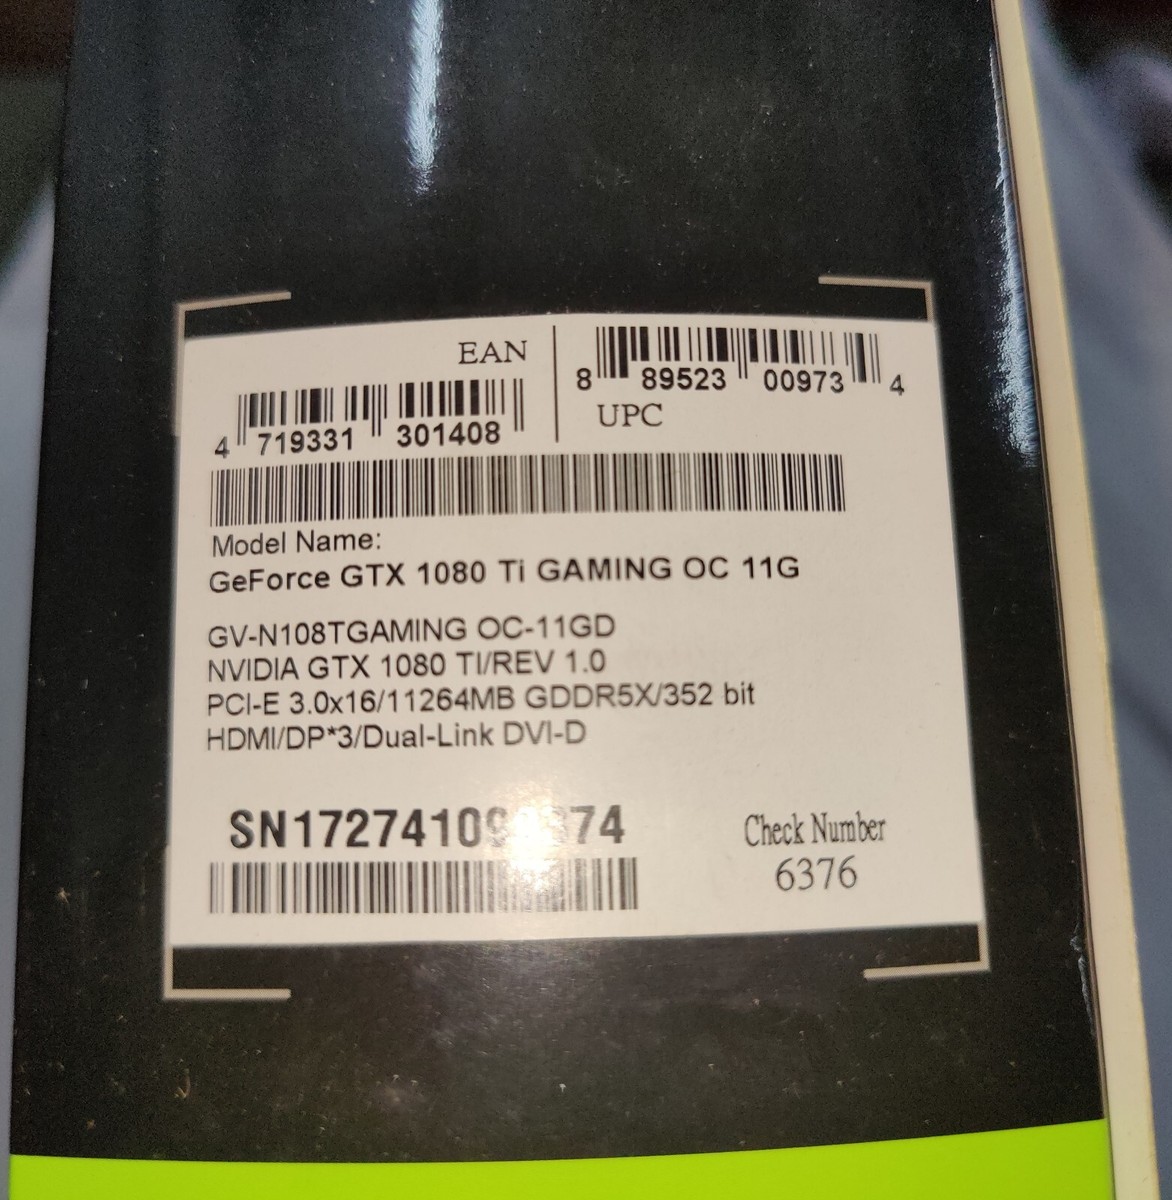 EAN
4 719331 301408
8 89523 00973 4
UPC
Model Name:
GeForce GTX 1080 Ti GAMING OC 11G
GV-N108TGAMING OC-11GD
NVIDIA GTX 1080 TI/REV 1.0
PCI-E 3.0x16/11264MB GDDR5X/352 bit
HDMI/DP*3/Dual-Link DVI-D
Check Number
6376